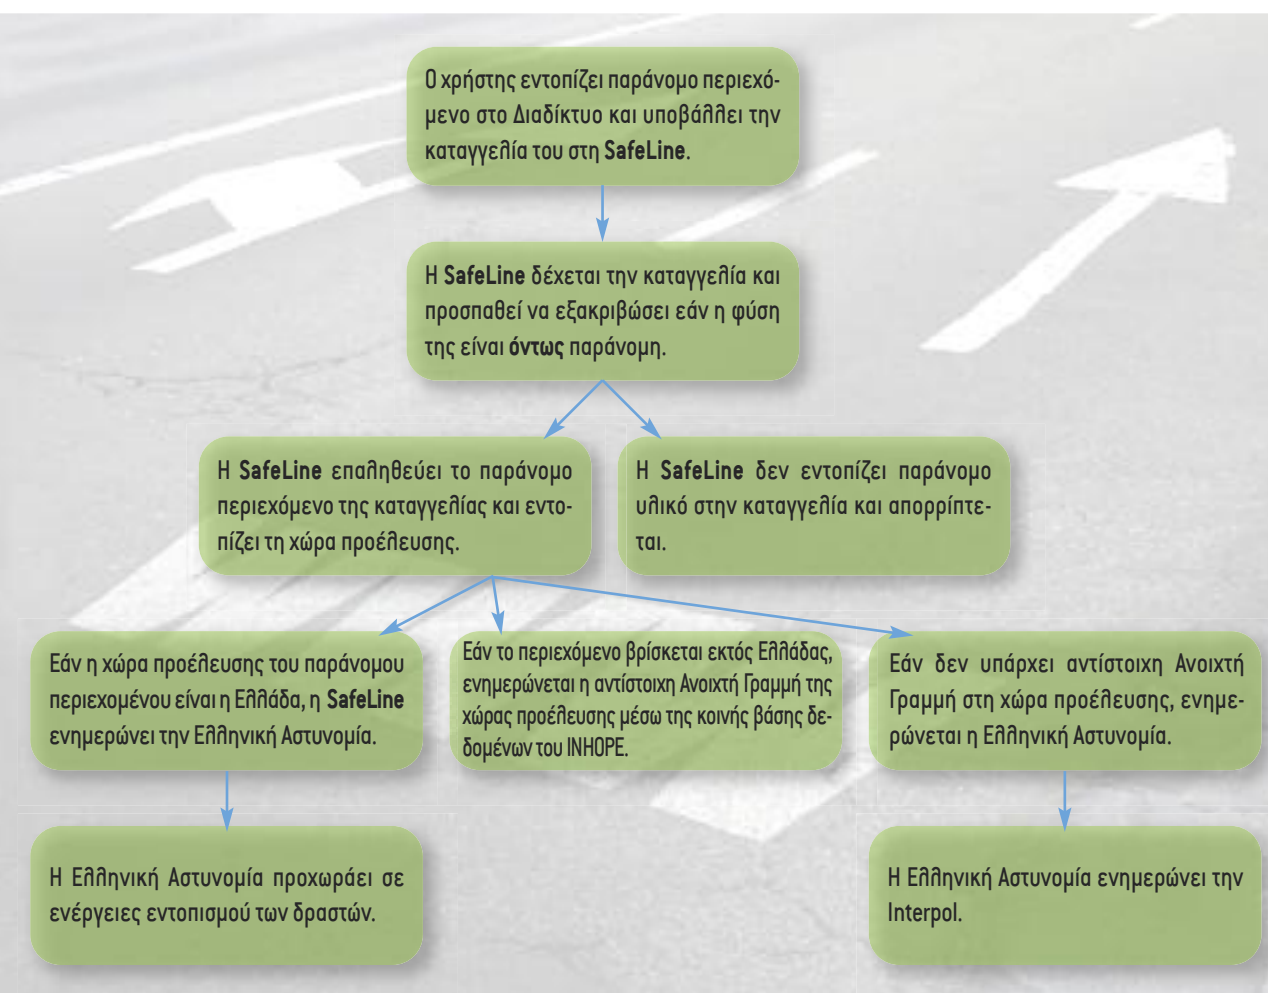 Ο χρήστης εντοπίζει παράνομο περιεχό-
μενο στο Διαδίκτυο και υποβάλλει την
καταγγελία του στη SafeLine.
Η SafeLine δέχεται την καταγγελία και
προσπαθεί να εξακριβώσει εάν η φύση
της είναι όντως παράνομη.
Η SafeLine επαληθεύει το παράνομο
περιεχόμενο της καταγγελίας και εντο-
πίζει τη χώρα προέλευσης.
Η SafeLine δεν εντοπίζει παράνομο
υλικό στην καταγγελία και απορρίπτε-
ται.
Εάν η χώρα προέλευσης του παράνομου
περιεχομένου είναι η Ελλάδα, η SafeLine
ενημερώνει την Ελληνική Αστυνομία.
Εάν το περιεχόμενο βρίσκεται εκτός Ελλάδας,
ενημερώνεται η αντίστοιχη Ανοιχτή Γραμμή της
χώρας προέλευσης μέσω της κοινής βάσης δε-
δομένων του INHOPE.
Εάν δεν υπάρχει αντίστοιχη Ανοιχτή
Γραμμή στη χώρα προέλευσης, ενημε-
ρώνεται η Ελληνική Αστυνομία.
Η Ελληνική Αστυνομία προχωράει σε
ενέργειες εντοπισμού των δραστών.
Η Ελληνική Αστυνομία ενημερώνει την
Interpol.